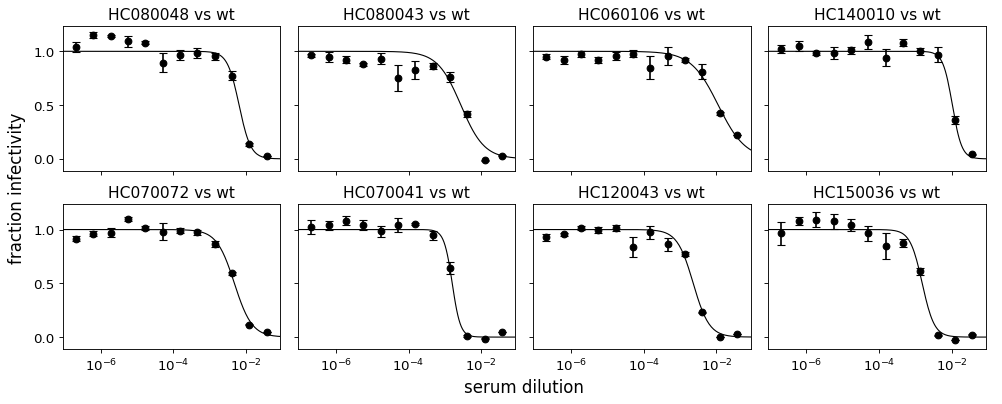 HC080048 vs wt
HC080043 vs wt
HC060106 vs wt
HC140010 vs wt
1.0
0.5
0.0
HC070072 vs wt
HC070041 vs wt
HC120043 vs wt
HC150036 vs wt
1.0
0.5
0.0
10⁻⁶ 10⁻⁴ 10⁻²
10⁻⁶ 10⁻⁴ 10⁻²
10⁻⁶ 10⁻⁴ 10⁻²
10⁻⁶ 10⁻⁴ 10⁻²
fraction infectivity
serum dilution